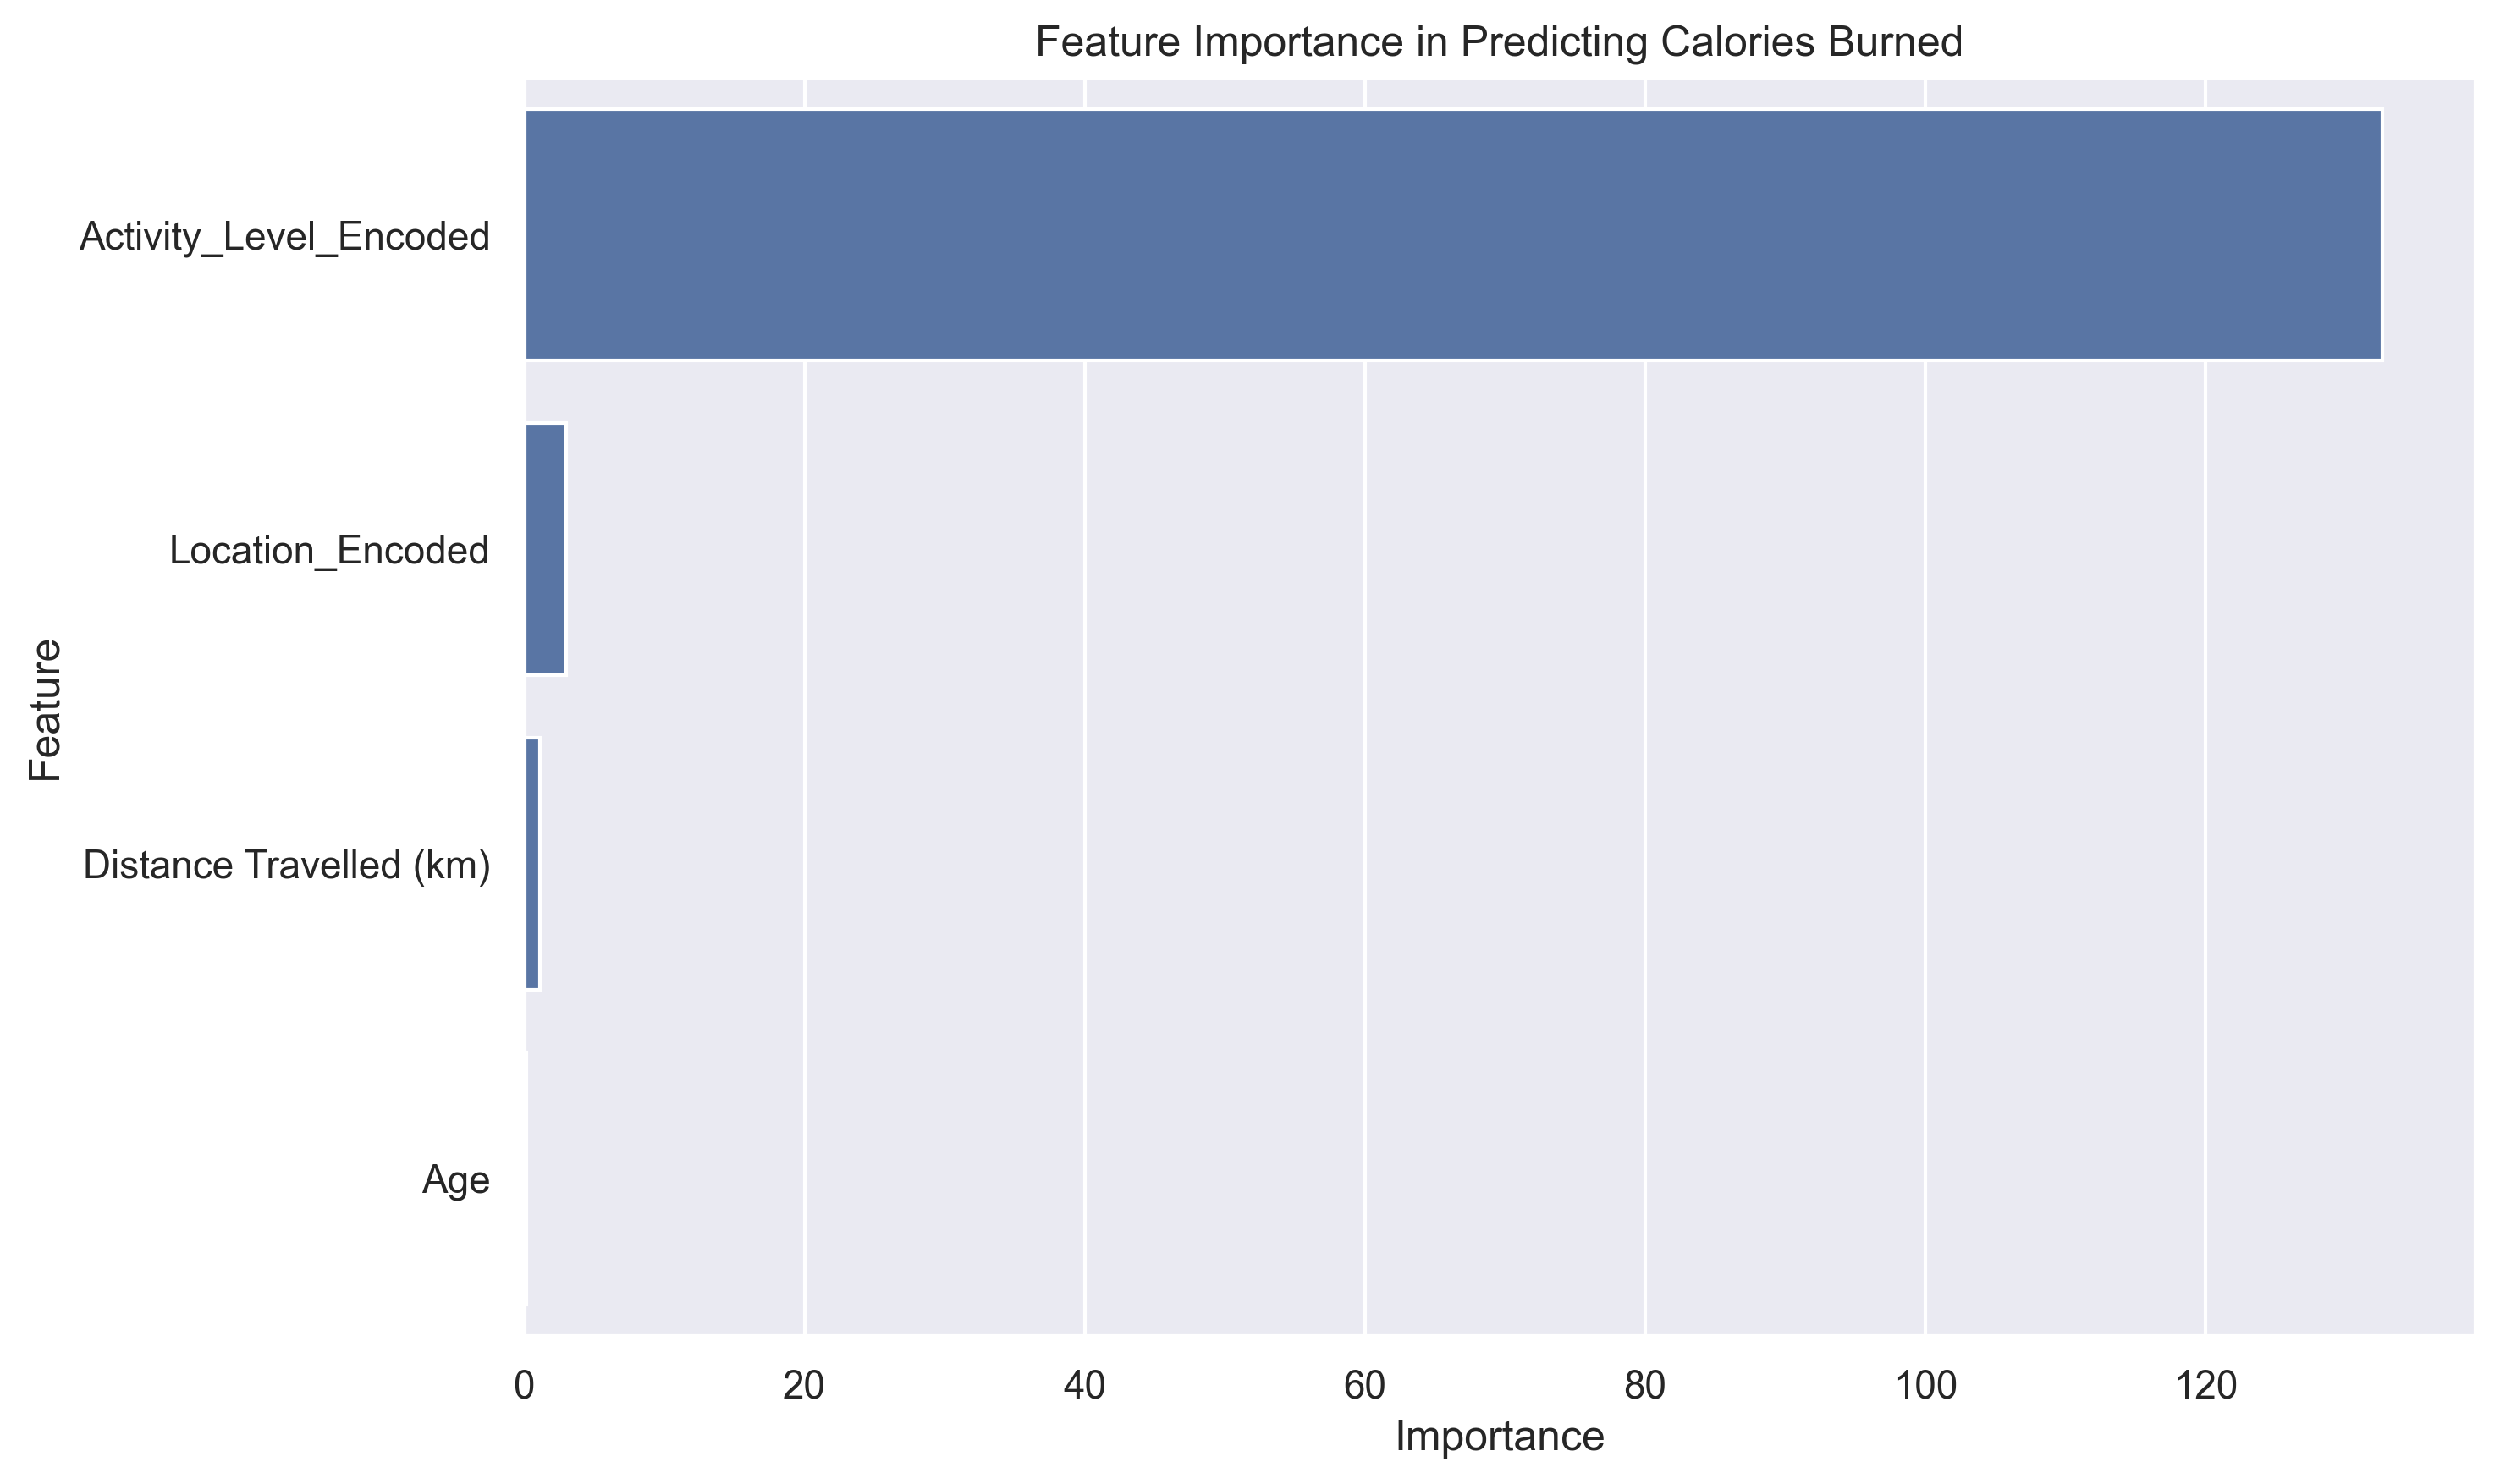 Feature Importance in Predicting Calories Burned
Activity_Level_Encoded
Location_Encoded
Feature
Distance Travelled (km)
Age
0 20 40 60 80 100 120
Importance